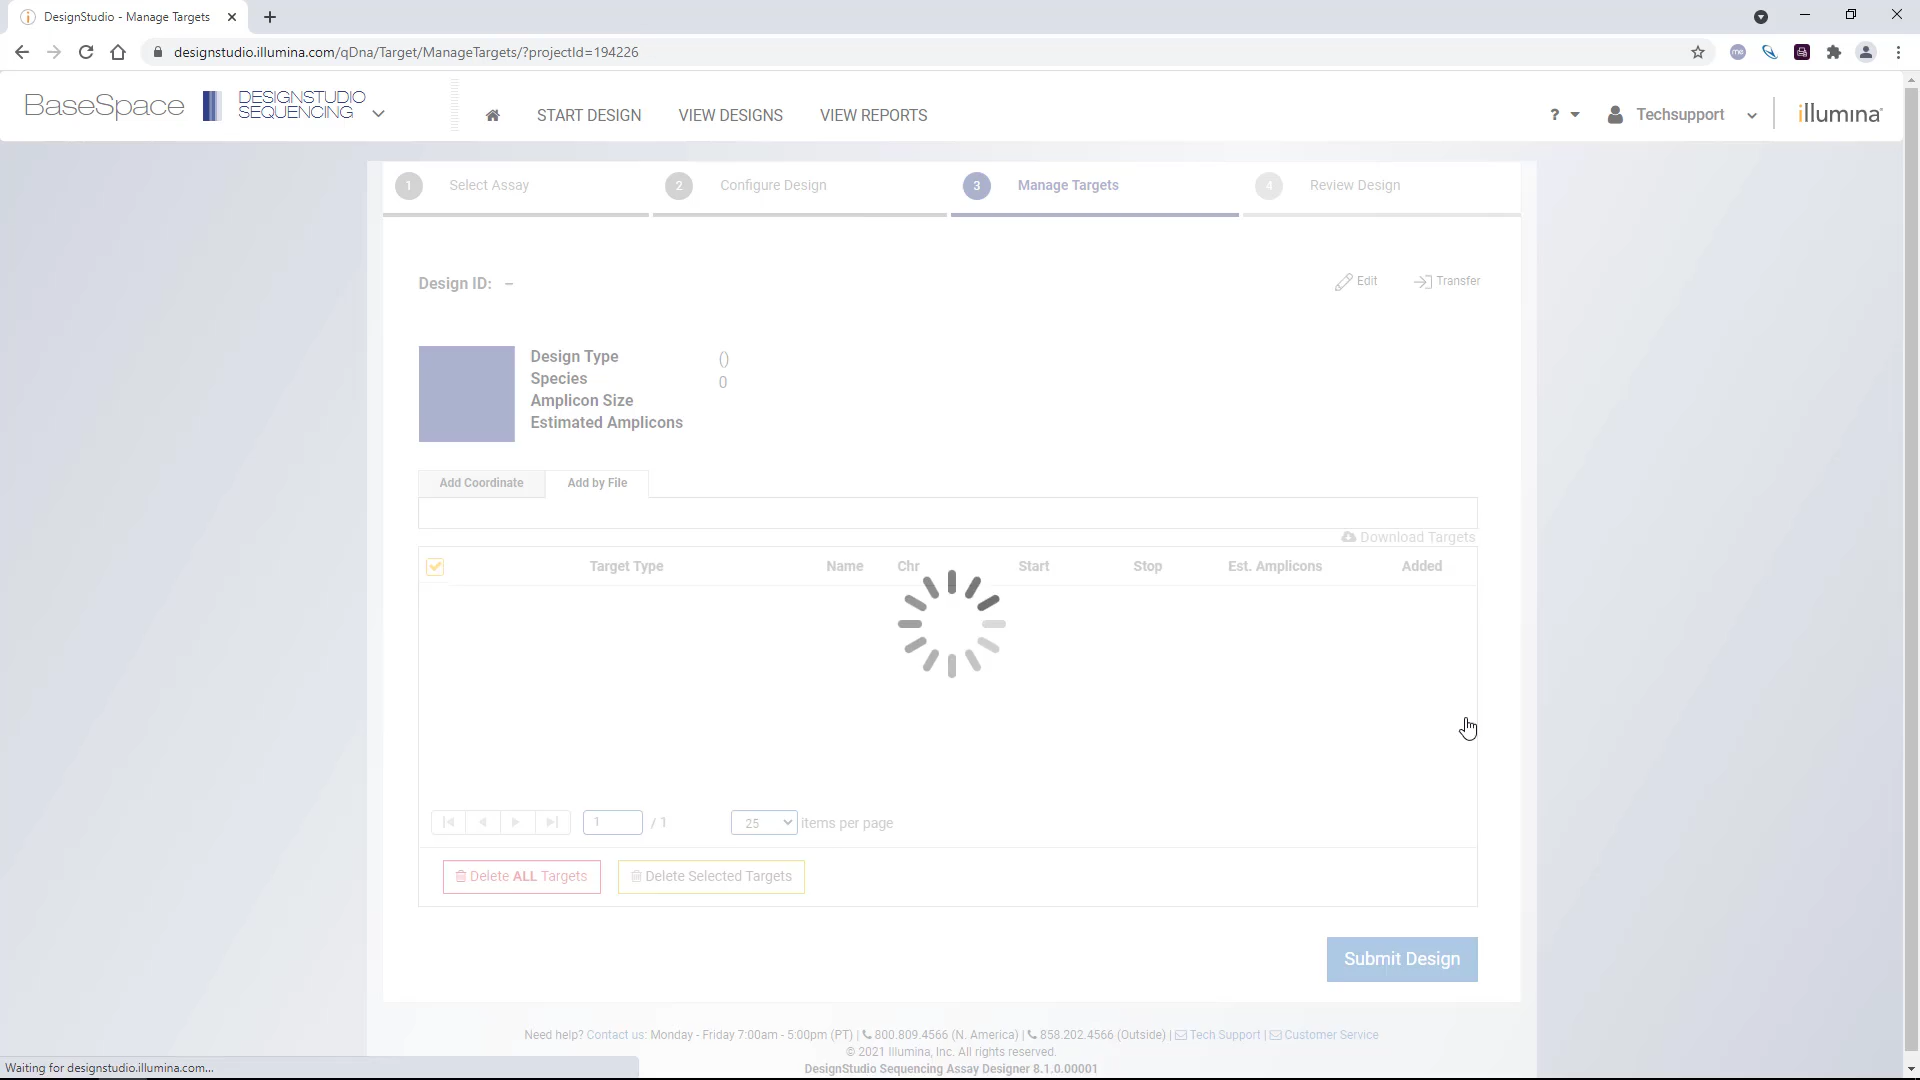 DesignStudio - Manage Targets
designstudio.illumina.com/qDna/Target/ManageTargets/?projectId=194226
BaseSpace
DESIGNSTUDIO
SEQUENCING
START DESIGN
VIEW DESIGNS
VIEW REPORTS
?
Techsupport
illumina®
1 Select Assay
2 Configure Design
3 Manage Targets
4 Review Design
Design ID: –
Edit
Transfer
Design Type ()
Species 0
Amplicon Size
Estimated Amplicons
Add Coordinate
Add by File
Download Targets
Target Type Name Chr Start Stop Est. Amplicons Added
1 / 1 25 items per page
Delete ALL Targets
Delete Selected Targets
Submit Design
Need help? Contact us: Monday - Friday 7:00am - 5:00pm (PT) | 800.809.4566 (N. America) | 858.202.4566 (Outside) | Tech Support | Customer Service
© 2021 Illumina, Inc. All rights reserved.
DesignStudio Sequencing Assay Designer 8.1.0.00001
Waiting for designstudio.illumina.com...